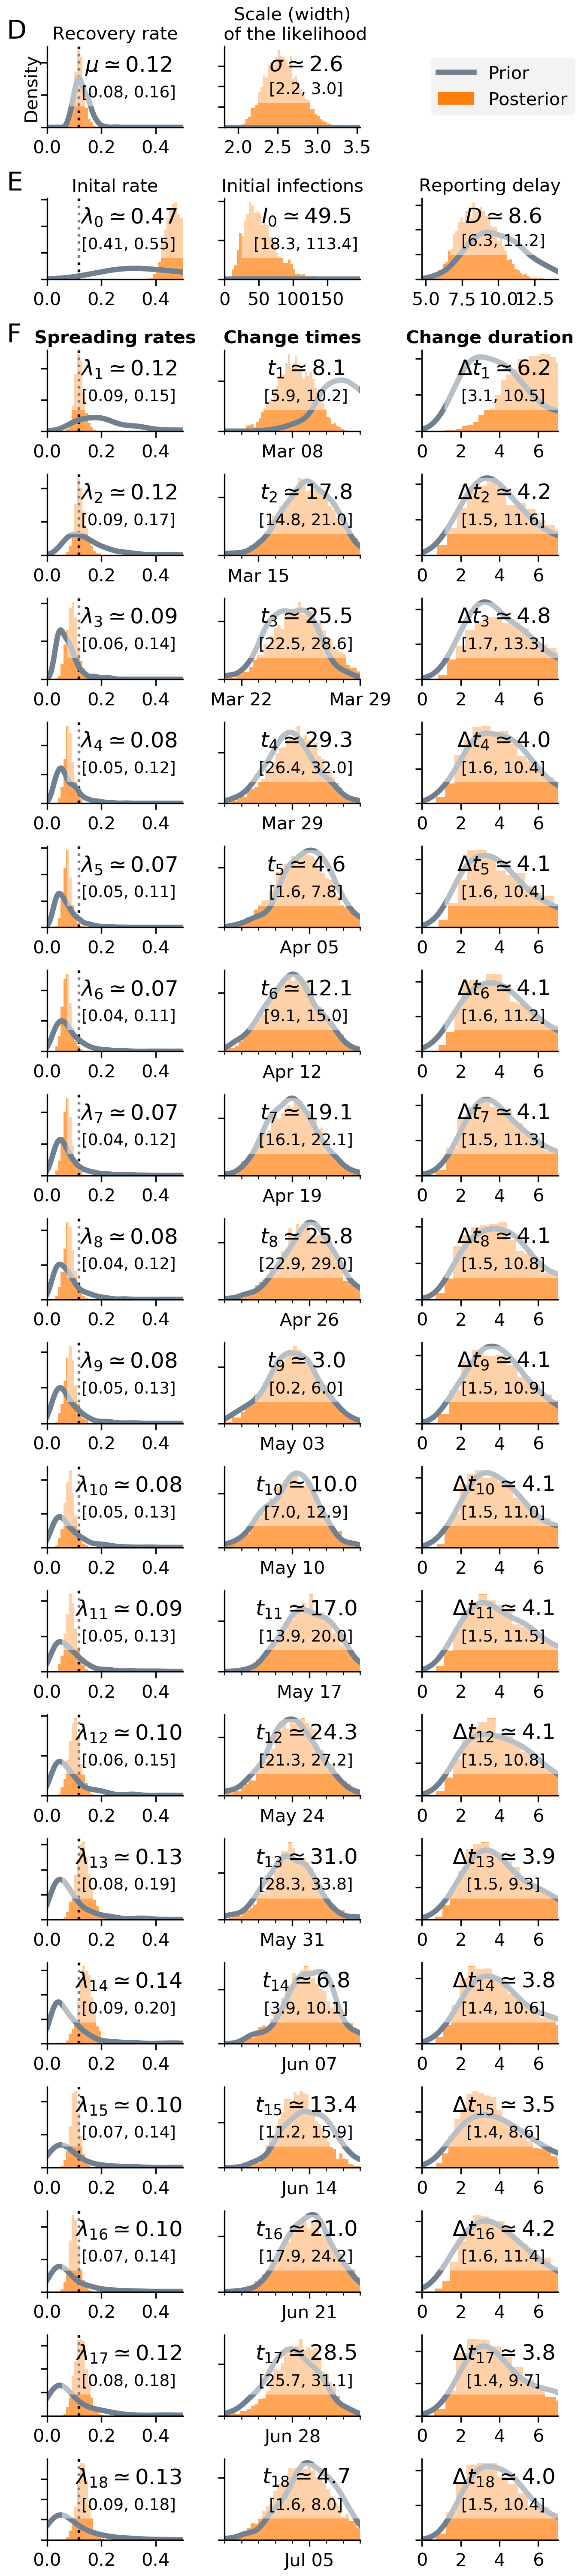 D
Recovery rate
Scale (width)
of the likelihood
Density
μ ≃ 0.12
[0.08, 0.16]
σ ≃ 2.6
[2.2, 3.0]
Prior
Posterior
0.0 0.2 0.4
2.0 2.5 3.0 3.5
E
Inital rate
Initial infections
Reporting delay
λ0 ≃ 0.47
[0.41, 0.55]
I0 ≃ 49.5
[18.3, 113.4]
D ≃ 8.6
[6.3, 11.2]
0.0 0.2 0.4
0 50 100 150
5.0 7.5 10.0 12.5
F
Spreading rates Change times Change duration
λ1 ≃ 0.12 t1 ≃ 8.1 Δt1 ≃ 6.2
[0.09, 0.15] [5.9, 10.2] [3.1, 10.5]
0.0 0.2 0.4 Mar 08 0 2 4 6
λ2 ≃ 0.12 t2 ≃ 17.8 Δt2 ≃ 4.2
[0.09, 0.17] [14.8, 21.0] [1.5, 11.6]
0.0 0.2 0.4 Mar 15 0 2 4 6
λ3 ≃ 0.09 t3 ≃ 25.5 Δt3 ≃ 4.8
[0.06, 0.14] [22.5, 28.6] [1.7, 13.3]
0.0 0.2 0.4 Mar 22 Mar 29 0 2 4 6
λ4 ≃ 0.08 t4 ≃ 29.3 Δt4 ≃ 4.0
[0.05, 0.12] [26.4, 32.0] [1.6, 10.4]
0.0 0.2 0.4 Mar 29 0 2 4 6
λ5 ≃ 0.07 t5 ≃ 4.6 Δt5 ≃ 4.1
[0.05, 0.11] [1.6, 7.8] [1.6, 10.4]
0.0 0.2 0.4 Apr 05 0 2 4 6
λ6 ≃ 0.07 t6 ≃ 12.1 Δt6 ≃ 4.1
[0.04, 0.11] [9.1, 15.0] [1.6, 11.2]
0.0 0.2 0.4 Apr 12 0 2 4 6
λ7 ≃ 0.07 t7 ≃ 19.1 Δt7 ≃ 4.1
[0.04, 0.12] [16.1, 22.1] [1.5, 11.3]
0.0 0.2 0.4 Apr 19 0 2 4 6
λ8 ≃ 0.08 t8 ≃ 25.8 Δt8 ≃ 4.1
[0.04, 0.12] [22.9, 29.0] [1.5, 10.8]
0.0 0.2 0.4 Apr 26 0 2 4 6
λ9 ≃ 0.08 t9 ≃ 3.0 Δt9 ≃ 4.1
[0.05, 0.13] [0.2, 6.0] [1.5, 10.9]
0.0 0.2 0.4 May 03 0 2 4 6
λ10 ≃ 0.08 t10 ≃ 10.0 Δt10 ≃ 4.1
[0.05, 0.13] [7.0, 12.9] [1.5, 11.0]
0.0 0.2 0.4 May 10 0 2 4 6
λ11 ≃ 0.09 t11 ≃ 17.0 Δt11 ≃ 4.1
[0.05, 0.13] [13.9, 20.0] [1.5, 11.5]
0.0 0.2 0.4 May 17 0 2 4 6
λ12 ≃ 0.10 t12 ≃ 24.3 Δt12 ≃ 4.1
[0.06, 0.15] [21.3, 27.2] [1.5, 10.8]
0.0 0.2 0.4 May 24 0 2 4 6
λ13 ≃ 0.13 t13 ≃ 31.0 Δt13 ≃ 3.9
[0.08, 0.19] [28.3, 33.8] [1.5, 9.3]
0.0 0.2 0.4 May 31 0 2 4 6
λ14 ≃ 0.14 t14 ≃ 6.8 Δt14 ≃ 3.8
[0.09, 0.20] [3.9, 10.1] [1.4, 10.6]
0.0 0.2 0.4 Jun 07 0 2 4 6
λ15 ≃ 0.10 t15 ≃ 13.4 Δt15 ≃ 3.5
[0.07, 0.14] [11.2, 15.9] [1.4, 8.6]
0.0 0.2 0.4 Jun 14 0 2 4 6
λ16 ≃ 0.10 t16 ≃ 21.0 Δt16 ≃ 4.2
[0.07, 0.14] [17.9, 24.2] [1.6, 11.4]
0.0 0.2 0.4 Jun 21 0 2 4 6
λ17 ≃ 0.12 t17 ≃ 28.5 Δt17 ≃ 3.8
[0.08, 0.18] [25.7, 31.1] [1.4, 9.7]
0.0 0.2 0.4 Jun 28 0 2 4 6
λ18 ≃ 0.13 t18 ≃ 4.7 Δt18 ≃ 4.0
[0.09, 0.18] [1.6, 8.0] [1.5, 10.4]
0.0 0.2 0.4 Jul 05 0 2 4 6